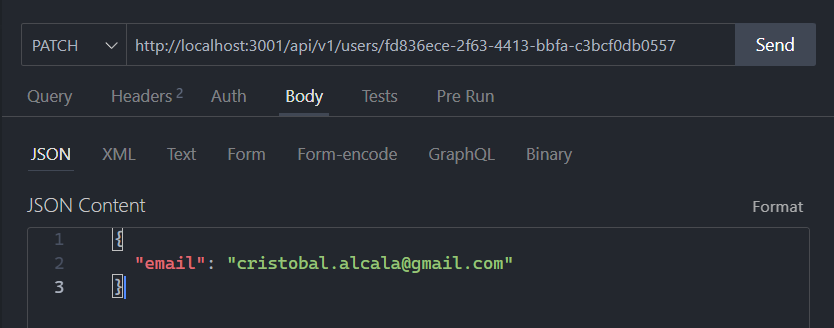 PATCH http://localhost:3001/api/v1/users/fd836ece-2f63-4413-bbfa-c3bcf0db0557 Send
Query Headers 2 Auth Body Tests Pre Run
JSON XML Text Form Form-encode GraphQL Binary
JSON Content Format
1 {
2 "email": "cristobal.alcala@gmail.com"
3 }